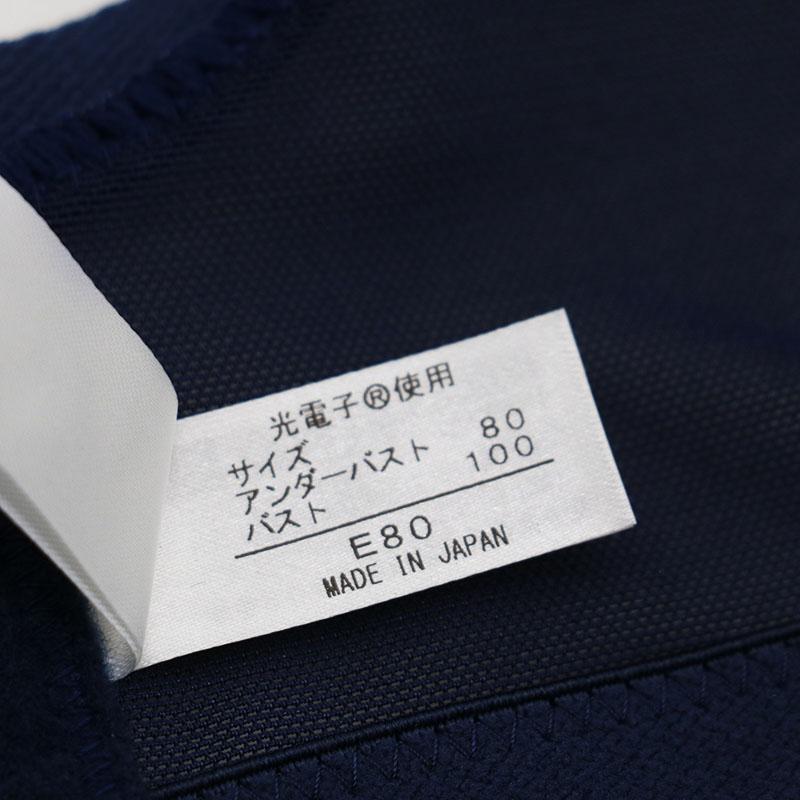 光電子®使用
サイズ
アンダーバスト 80
バスト 100
E80
MADE IN JAPAN